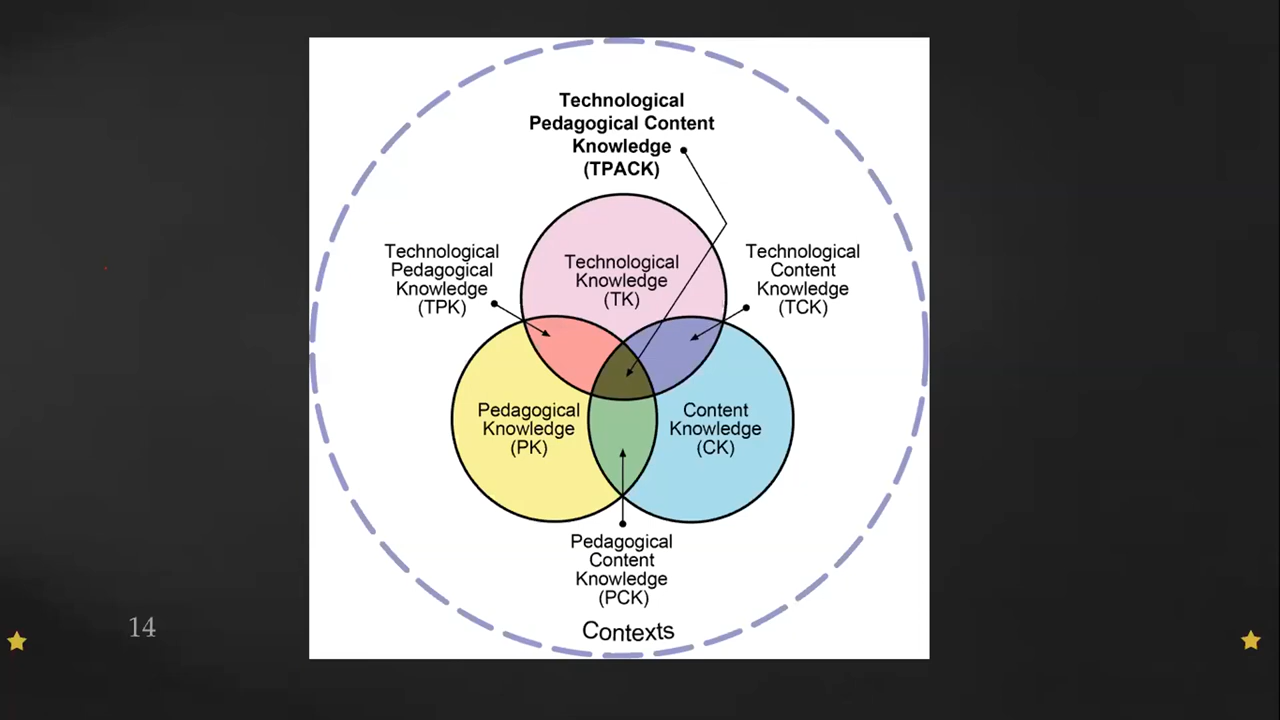 Technological
Pedagogical Content
Knowledge
(TPACK)
Technological
Pedagogical
Knowledge
(TPK)
Technological
Knowledge
(TK)
Technological
Content
Knowledge
(TCK)
Pedagogical
Knowledge
(PK)
Content
Knowledge
(CK)
Pedagogical
Content
Knowledge
(PCK)
Contexts
14